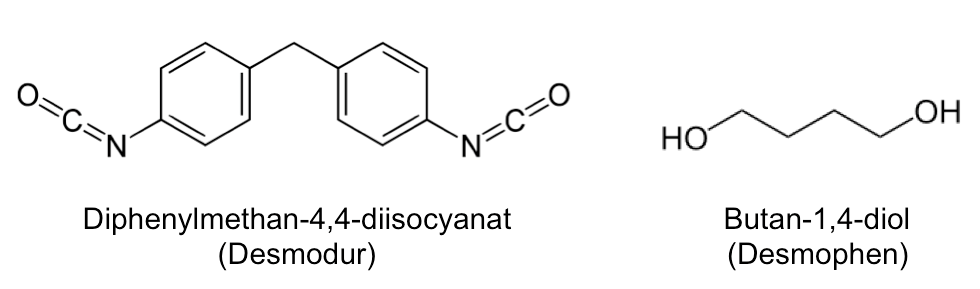 O
C
N
N
C
O
HO
OH
Diphenylmethan-4,4-diisocyanat
(Desmodur)
Butan-1,4-diol
(Desmophen)